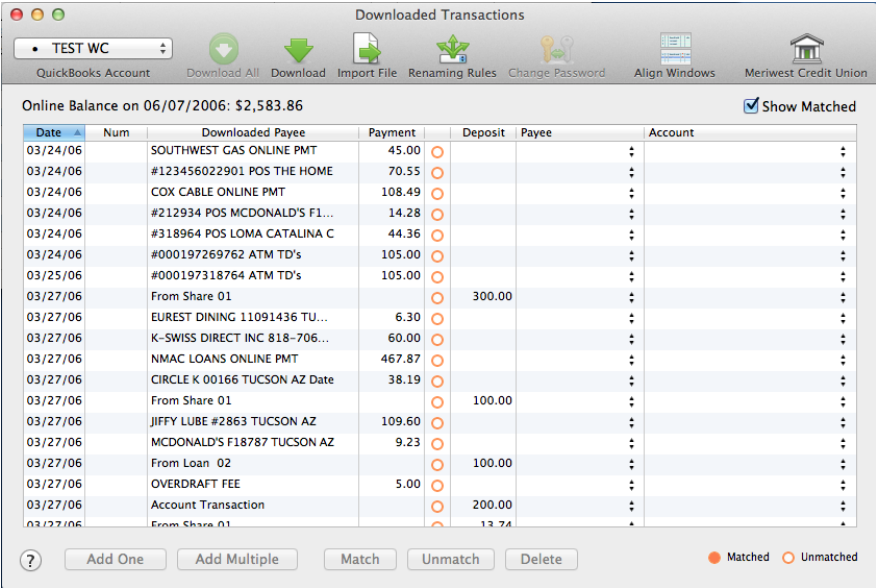 Downloaded Transactions
• TEST WC
QuickBooks Account Download All Download Import File Renaming Rules Change Password Align Windows Meriwest Credit Union
Online Balance on 06/07/2006: $2,583.86 Show Matched
Date Num Downloaded Payee Payment Deposit Payee Account
03/24/06 SOUTHWEST GAS ONLINE PMT 45.00
03/24/06 #123456022901 POS THE HOME 70.55
03/24/06 COX CABLE ONLINE PMT 108.49
03/24/06 #212934 POS MCDONALD'S F1... 14.28
03/24/06 #318964 POS LOMA CATALINA C 44.36
03/24/06 #000197269762 ATM TD's 105.00
03/25/06 #000197318764 ATM TD's 105.00
03/27/06 From Share 01 300.00
03/27/06 EUREST DINING 11091436 TU... 6.30
03/27/06 K-SWISS DIRECT INC 818-706... 60.00
03/27/06 NMAC LOANS ONLINE PMT 467.87
03/27/06 CIRCLE K 00166 TUCSON AZ Date 38.19
03/27/06 From Share 01 100.00
03/27/06 JIFFY LUBE #2863 TUCSON AZ 109.60
03/27/06 MCDONALD'S F18787 TUCSON AZ 9.23
03/27/06 From Loan 02 100.00
03/27/06 OVERDRAFT FEE 5.00
03/27/06 Account Transaction 200.00
03/27/06 From Share 01 13.74
? Add One Add Multiple Match Unmatch Delete Matched Unmatched